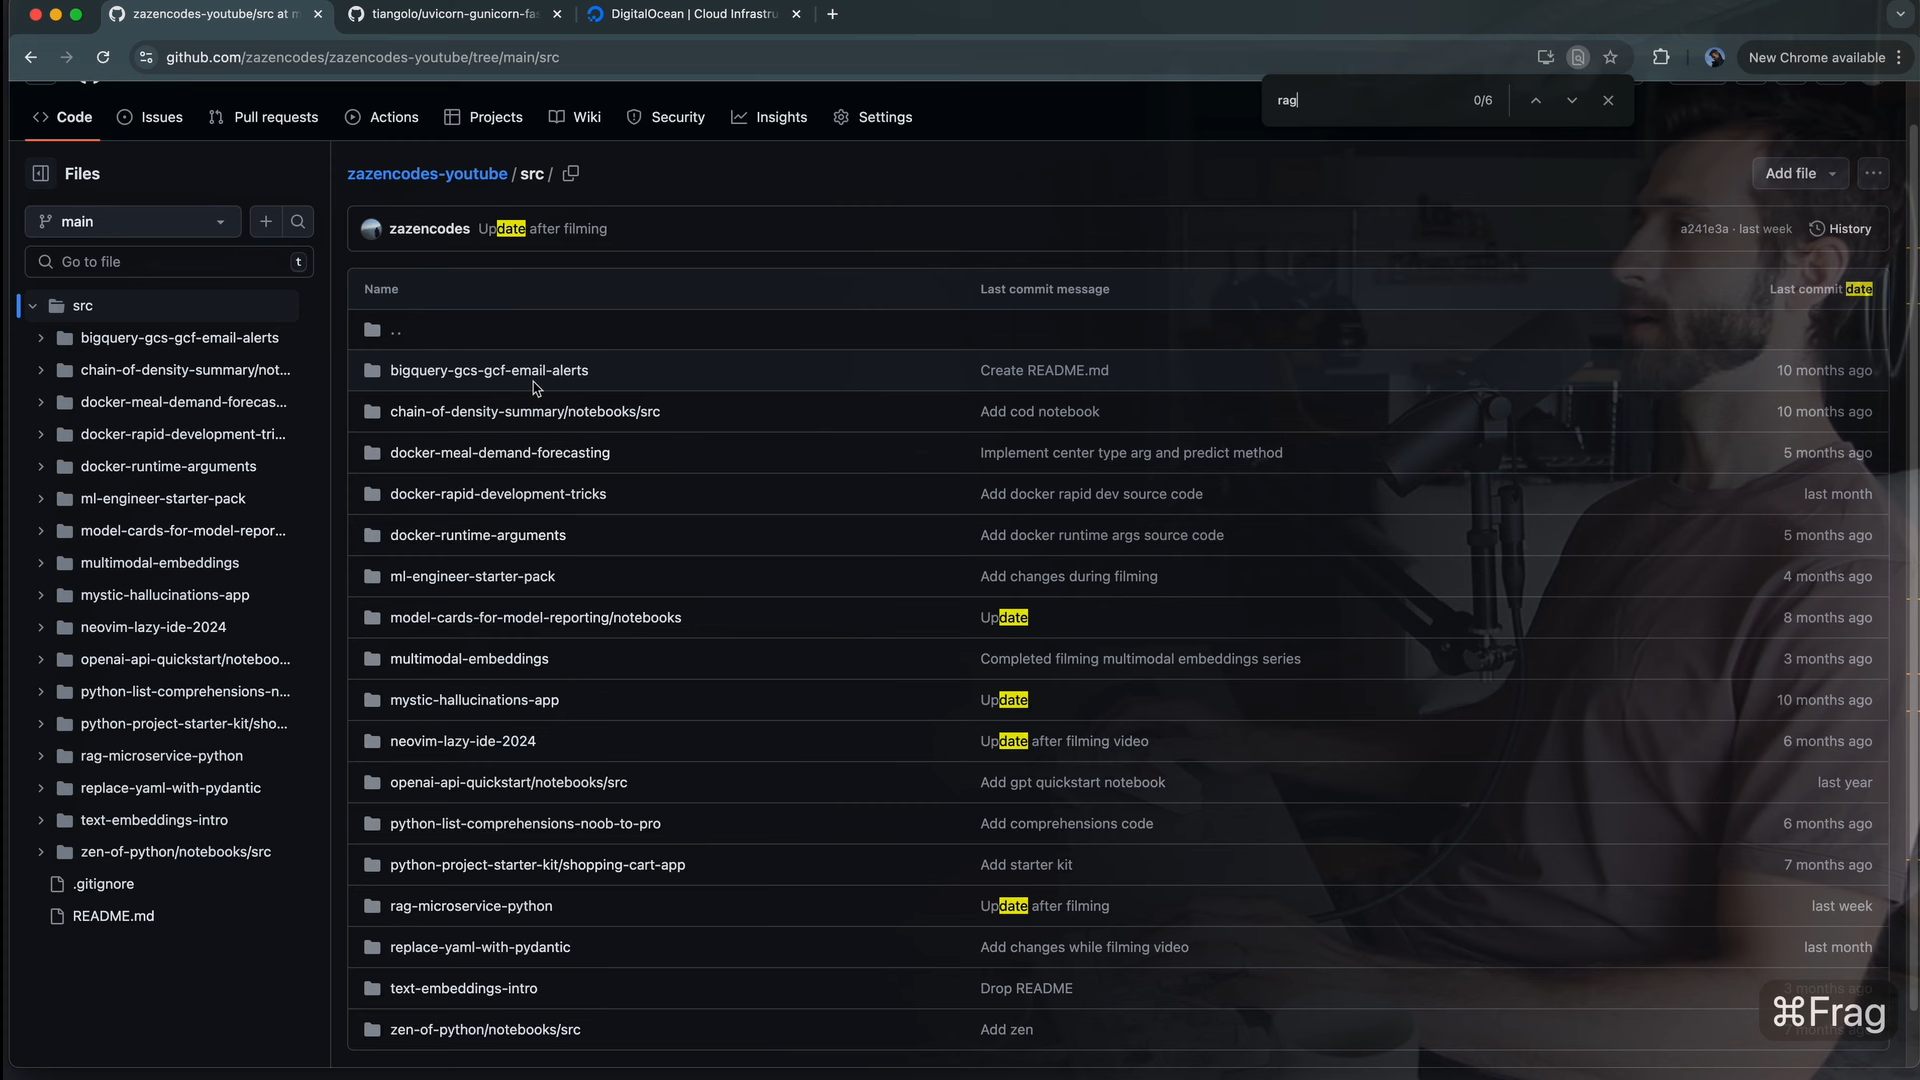 zazencodes-youtube/src at m
tiangolo/uvicorn-gunicorn-fas
DigitalOcean | Cloud Infrastru
github.com/zazencodes/zazencodes-youtube/tree/main/src
New Chrome available
rag
0/6
Code
Issues
Pull requests
Actions
Projects
Wiki
Security
Insights
Settings
Files
main
Go to file
t
src
bigquery-gcs-gcf-email-alerts
chain-of-density-summary/not...
docker-meal-demand-forecas...
docker-rapid-development-tri...
docker-runtime-arguments
ml-engineer-starter-pack
model-cards-for-model-repor...
multimodal-embeddings
mystic-hallucinations-app
neovim-lazy-ide-2024
openai-api-quickstart/noteboo...
python-list-comprehensions-n...
python-project-starter-kit/sho...
rag-microservice-python
replace-yaml-with-pydantic
text-embeddings-intro
zen-of-python/notebooks/src
.gitignore
README.md
zazencodes-youtube / src /
Add file
zazencodes Update after filming
a241e3a · last week
History
Name Last commit message Last commit date
..
bigquery-gcs-gcf-email-alerts Create README.md 10 months ago
chain-of-density-summary/notebooks/src Add cod notebook 10 months ago
docker-meal-demand-forecasting Implement center type arg and predict method 5 months ago
docker-rapid-development-tricks Add docker rapid dev source code last month
docker-runtime-arguments Add docker runtime args source code 5 months ago
ml-engineer-starter-pack Add changes during filming 4 months ago
model-cards-for-model-reporting/notebooks Update 8 months ago
multimodal-embeddings Completed filming multimodal embeddings series 3 months ago
mystic-hallucinations-app Update 10 months ago
neovim-lazy-ide-2024 Update after filming video 6 months ago
openai-api-quickstart/notebooks/src Add gpt quickstart notebook last year
python-list-comprehensions-noob-to-pro Add comprehensions code 6 months ago
python-project-starter-kit/shopping-cart-app Add starter kit 7 months ago
rag-microservice-python Update after filming last week
replace-yaml-with-pydantic Add changes while filming video last month
text-embeddings-intro Drop README 3 months ago
zen-of-python/notebooks/src Add zen 7 months ago
⌘Frag